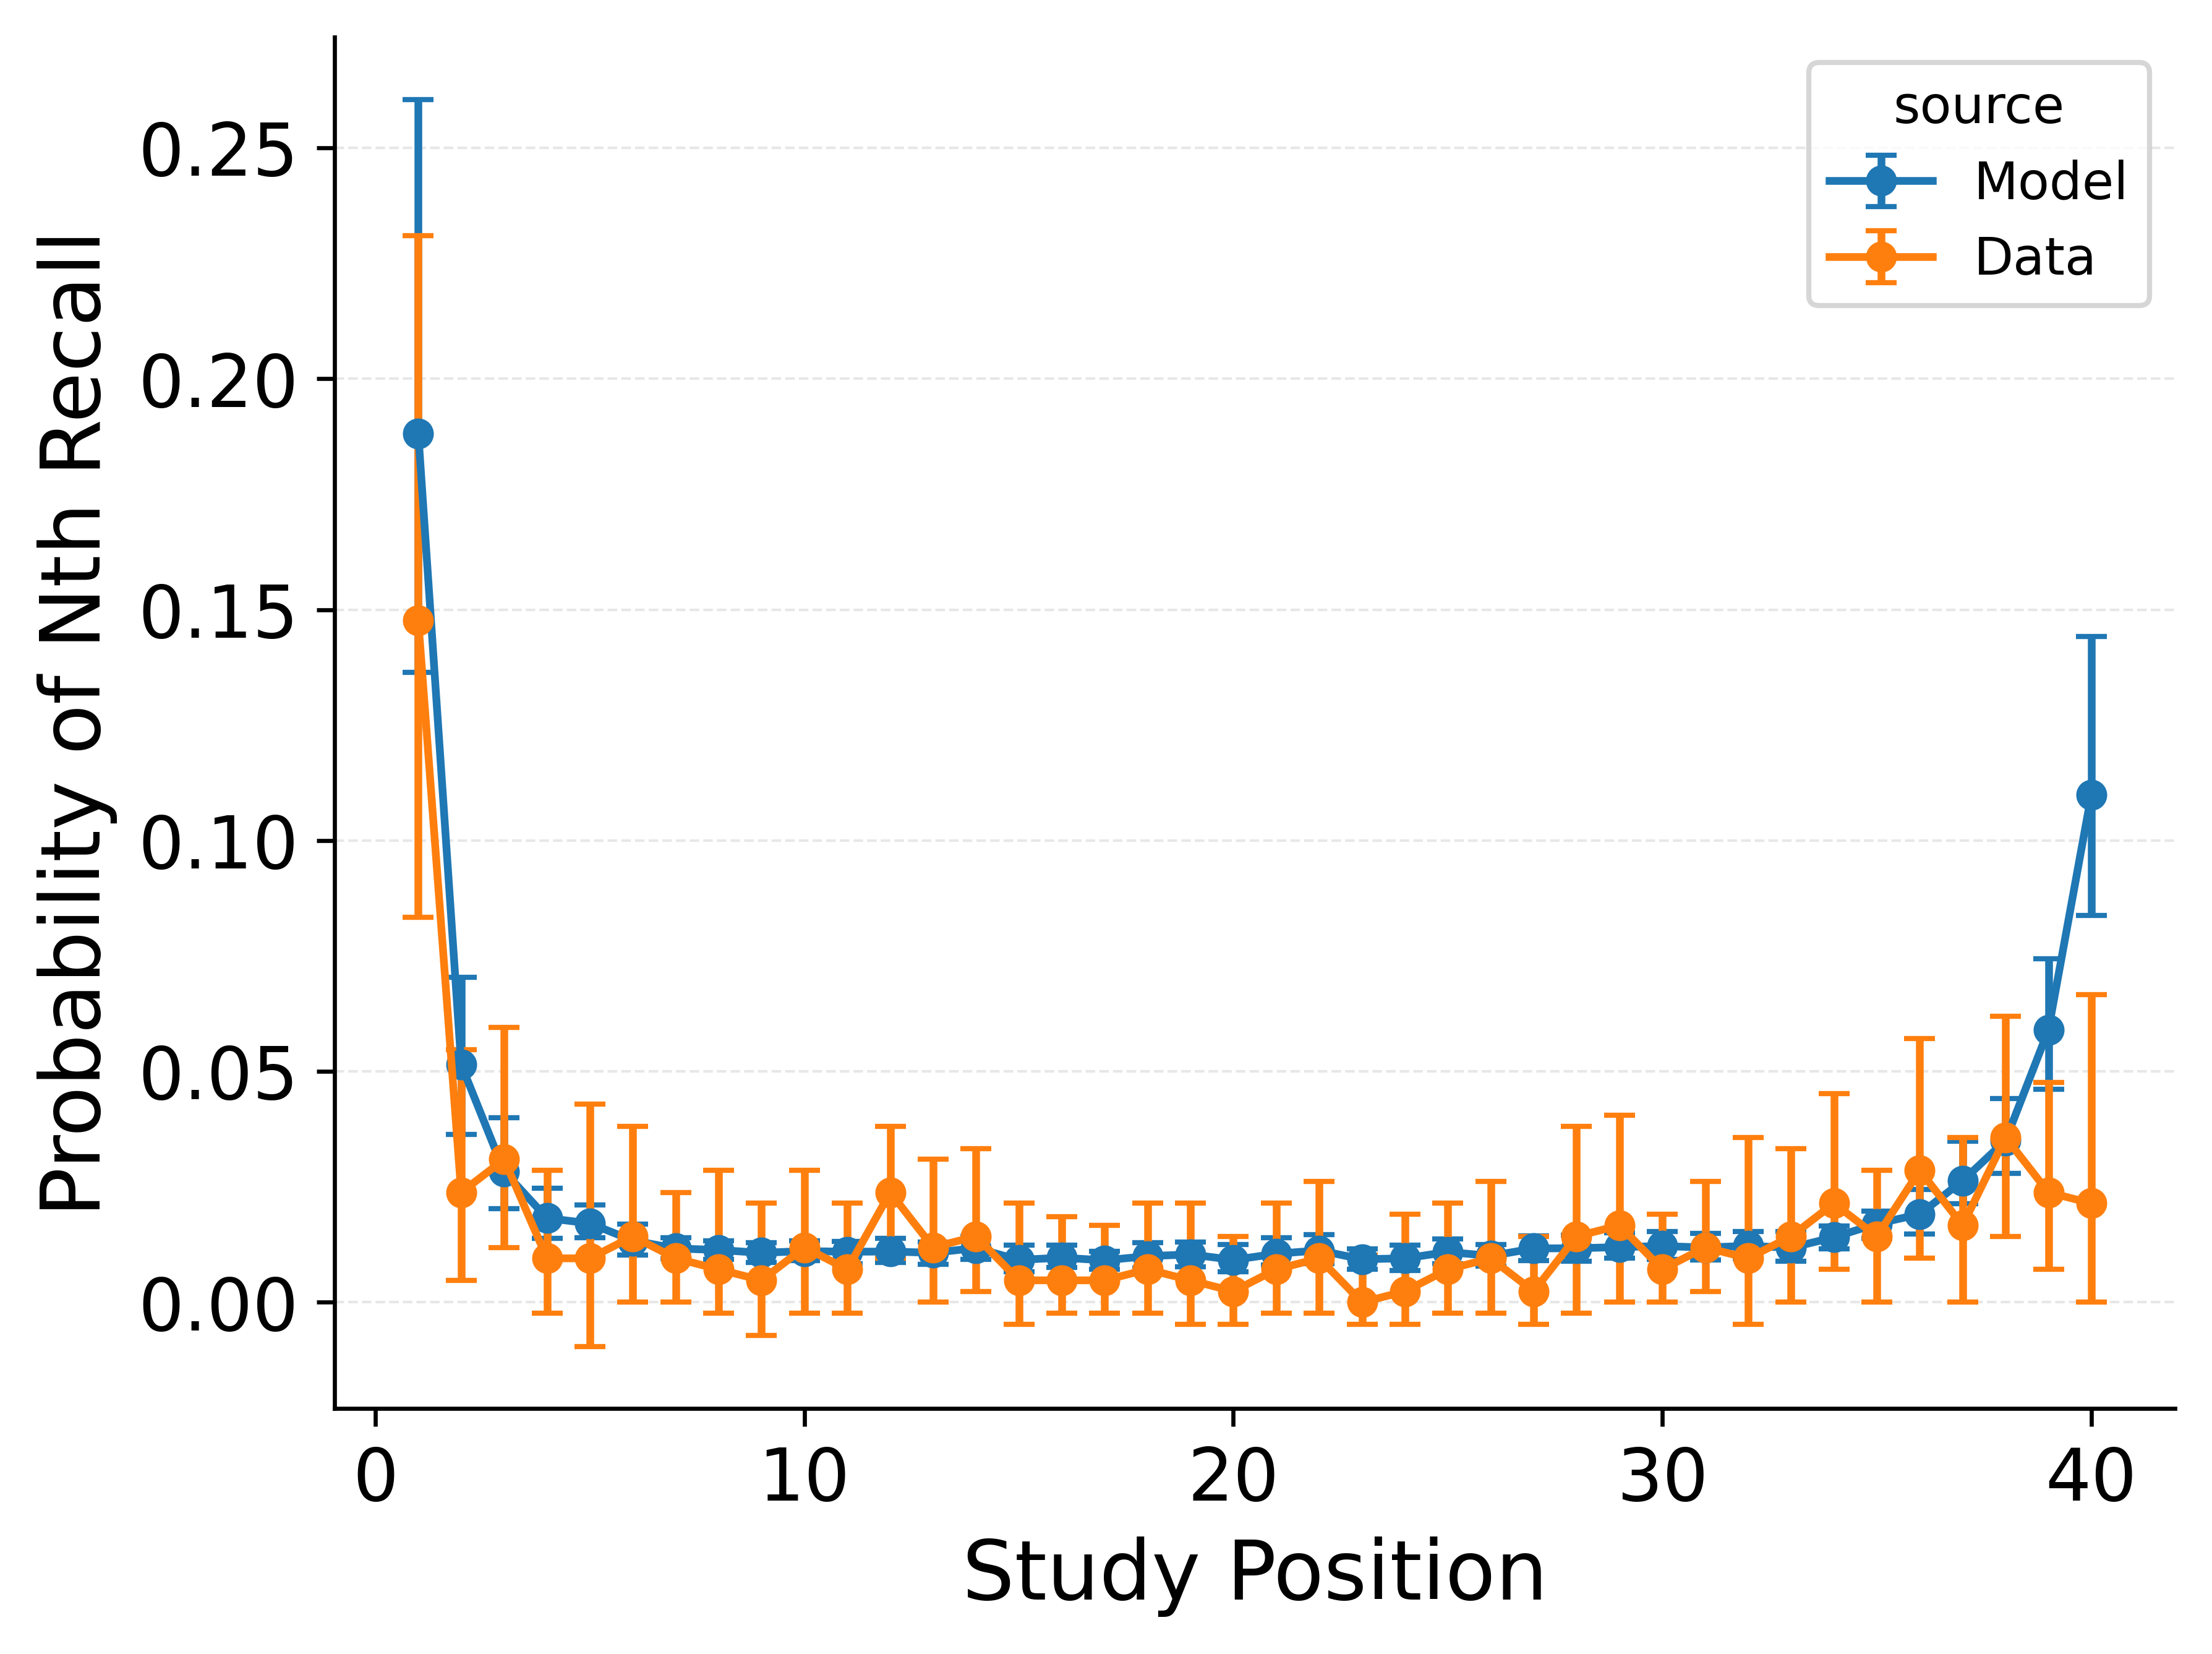 Probability of Nth Recall
0.25
0.20
0.15
0.10
0.05
0.00
source
Model
Data
0
10
20
30
40
Study Position